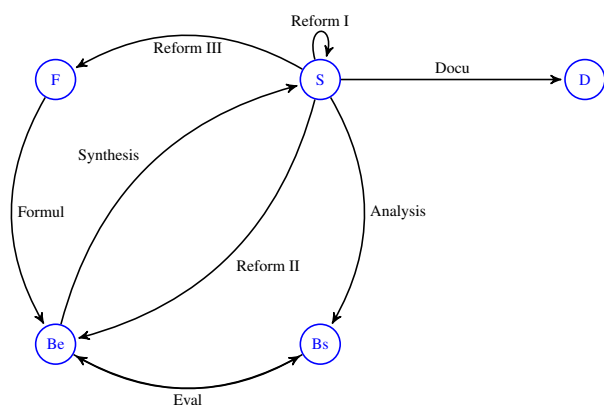 Reform I
Reform III
Docu
F
S
D
Synthesis
Formul
Analysis
Reform II
Be
Bs
Eval